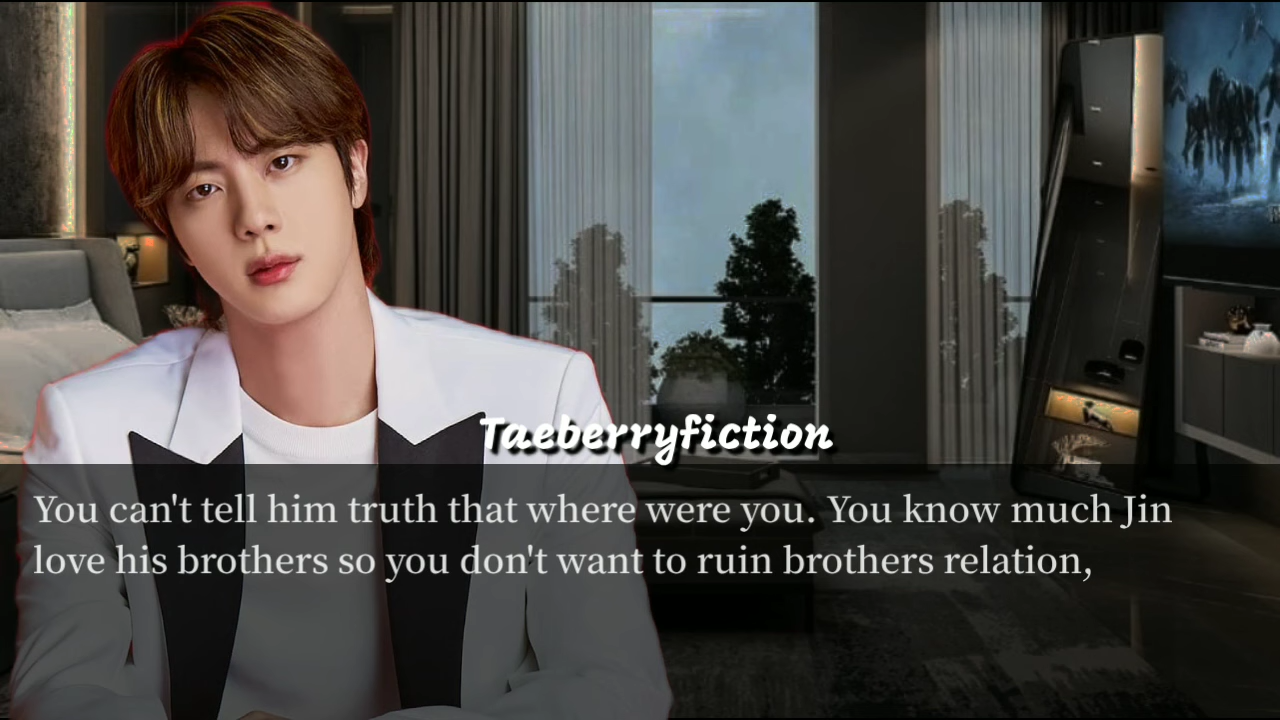 Taeberryfiction
You can't tell him truth that where were you. You know much Jin
love his brothers so you don't want to ruin brothers relation,